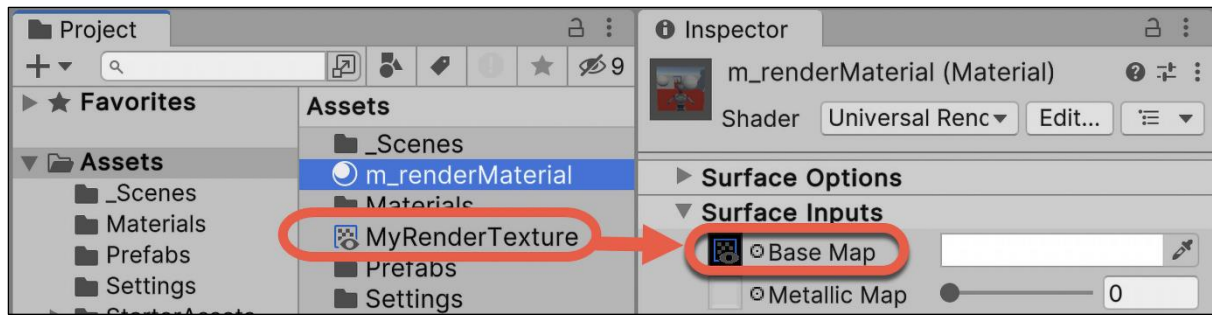 Project
9
Favorites
Assets
_Scenes
Materials
Prefabs
Settings
StarterAssets
Assets
_Scenes
m_renderMaterial
Materials
MyRenderTexture
Prefabs
Settings
Inspector
m_renderMaterial (Material)
Shader Universal Renc Edit...
Surface Options
Surface Inputs
Base Map
Metallic Map 0